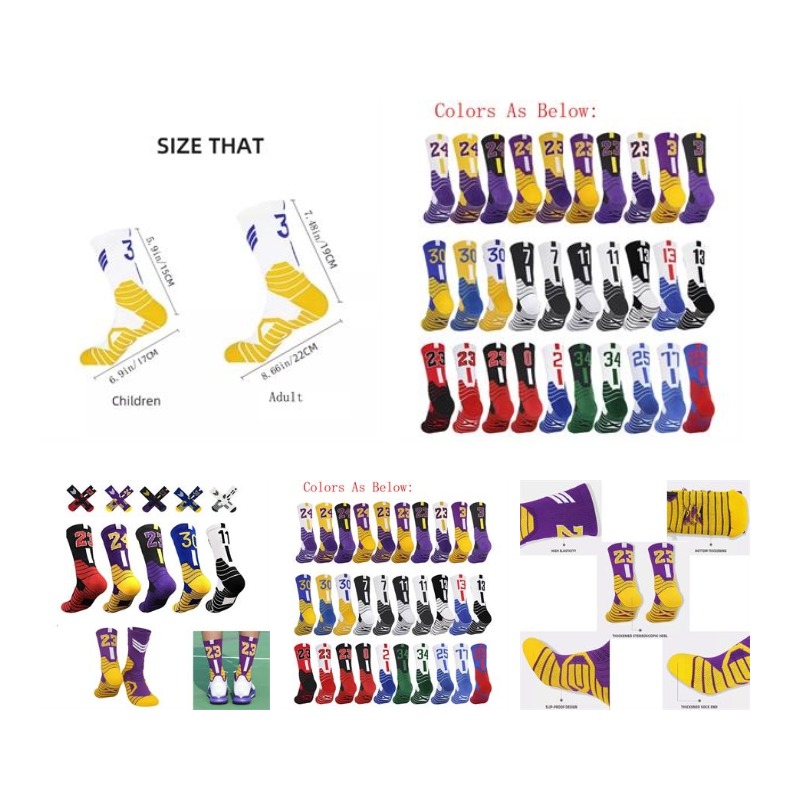 Colors As Below:
SIZE THAT
24 24 24 24 23 23 23 23 3 3
3 3
5.9in/15CM
7.48in/19CM
30 30 30 7 7 11 11 13 13 13
6.9in/17CM
8.66in/22CM
Children
Adult
23 23 23 0 2 34 34 25 77
Colors As Below:
24 24 24 24 23 23 23 23 3 3
23 24 23 30 11
HIGH ELASTICITY
BOTTOM THICKENING
23 23
30 30 30 7 7 11 11 13 13 13
THICKENED STEREOSCOPIC HEEL
23
23 23
23 23 23 0 2 34 34 25 77
SLIP-PROOF DESIGN
THICKENED SOCK END